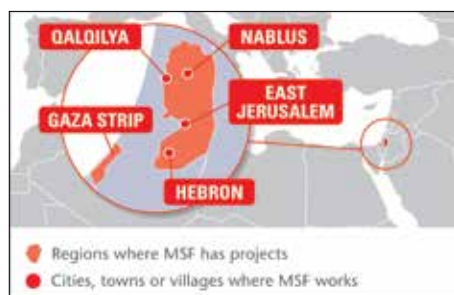 QALQILYA
NABLUS
GAZA STRIP
EAST
JERUSALEM
HEBRON
Regions where MSF has projects
Cities, towns or villages where MSF works